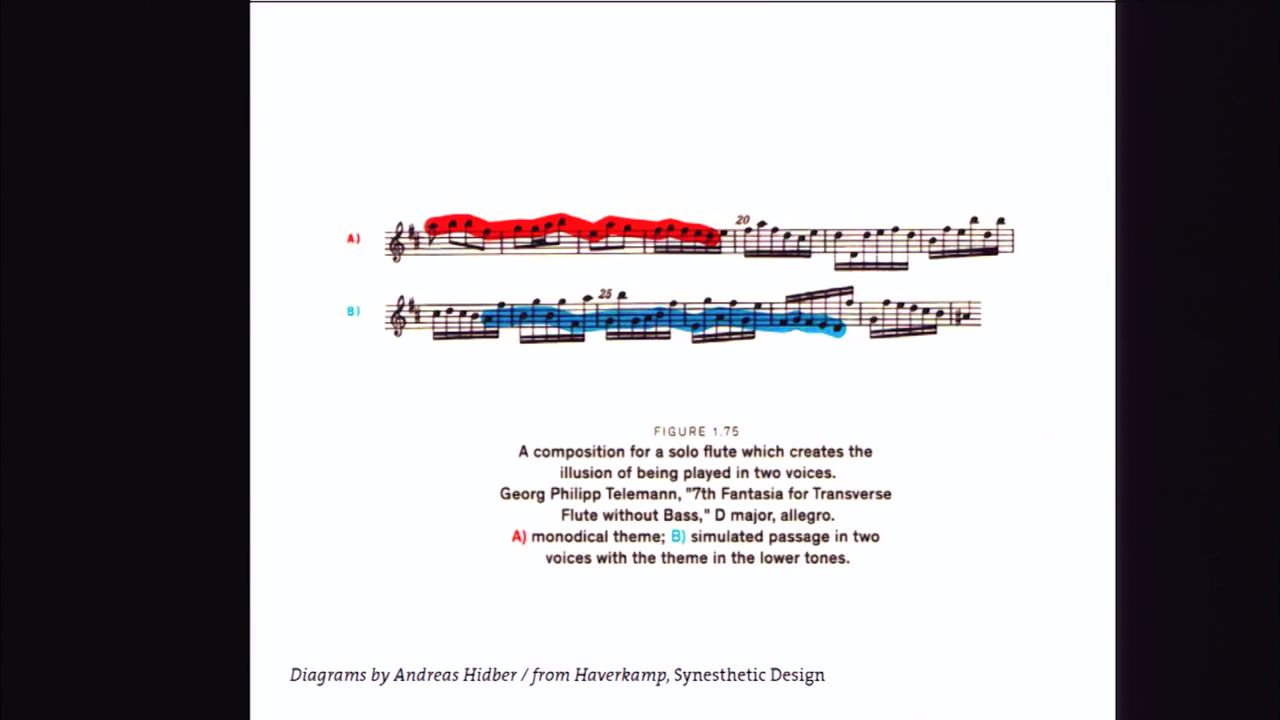 A)
20
B)
25
FIGURE 1.75
A composition for a solo flute which creates the
illusion of being played in two voices.
Georg Philipp Telemann, "7th Fantasia for Transverse
Flute without Bass," D major, allegro.
A) monodical theme; B) simulated passage in two
voices with the theme in the lower tones.
Diagrams by Andreas Hidber / from Haverkamp, Synesthetic Design